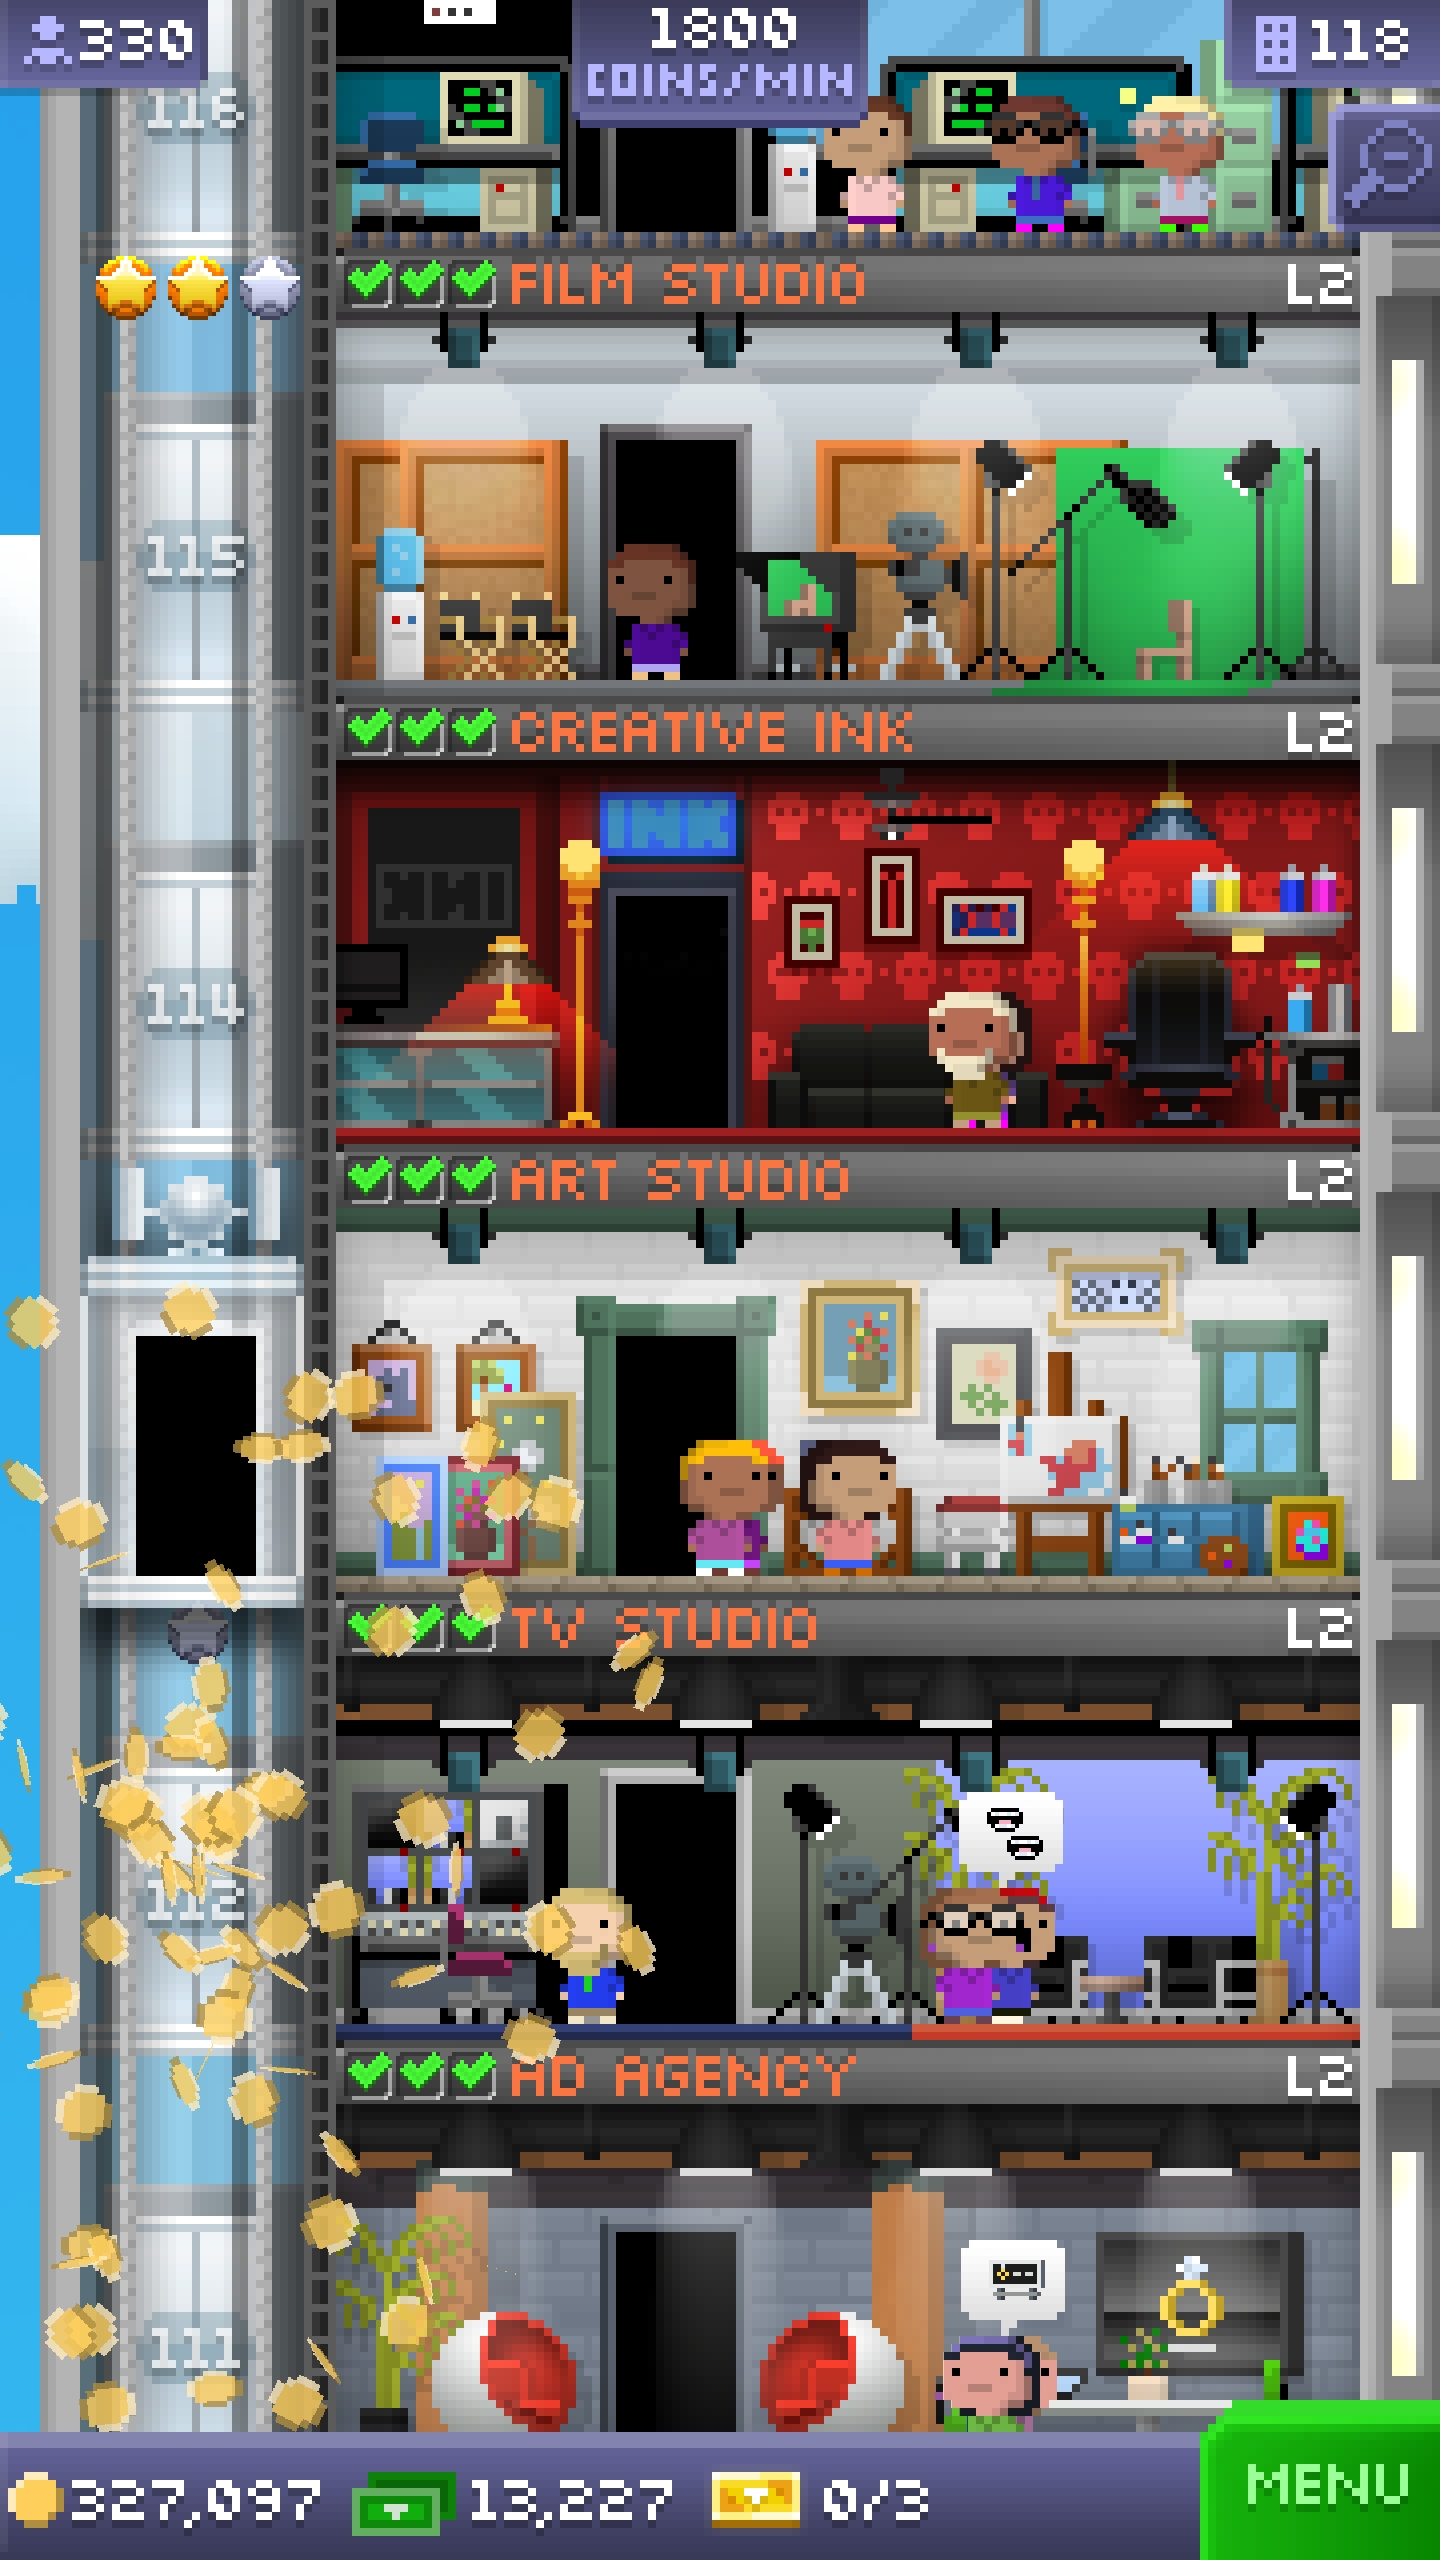 330
1800
COINS/MIN
118
116
FILM STUDIO L2
115
CREATIVE INK L2
INK
INK
114
ART STUDIO L2
TV STUDIO L2
112
AD AGENCY L2
111
327,097 13,227 0/3
MENU